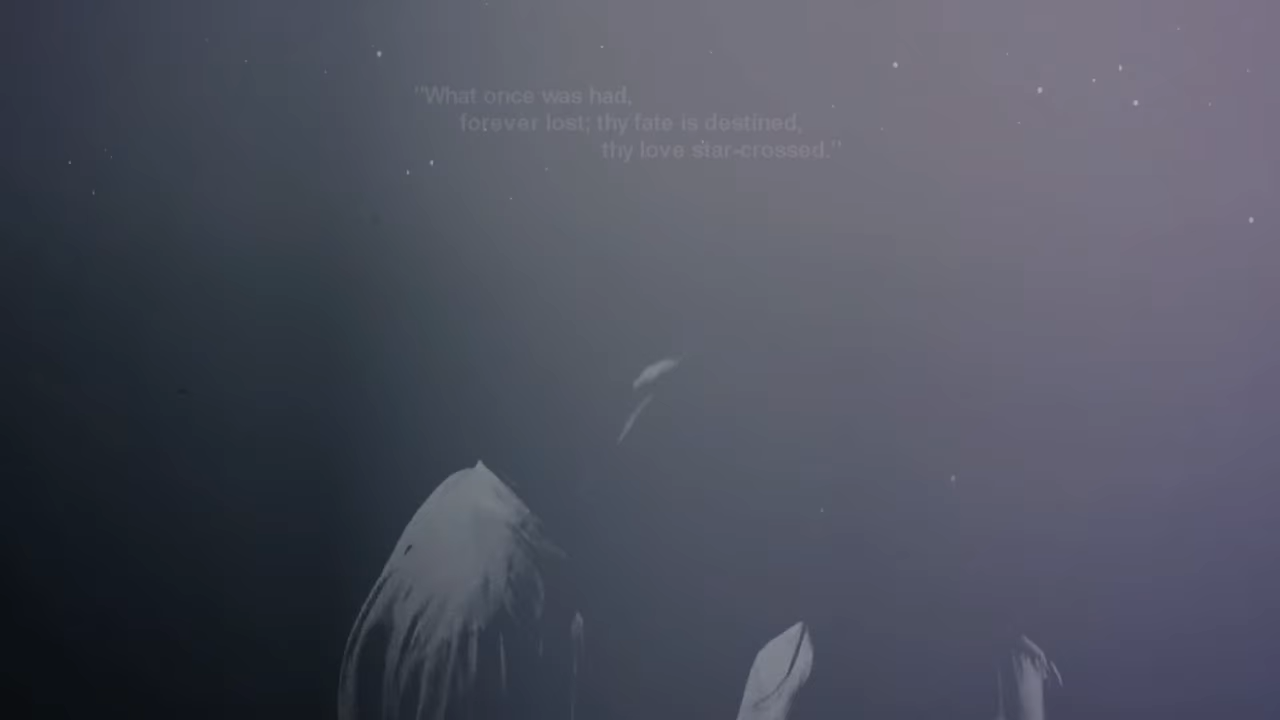 "What once was had,
forever lost; thy fate is destined,
thy love star-crossed."